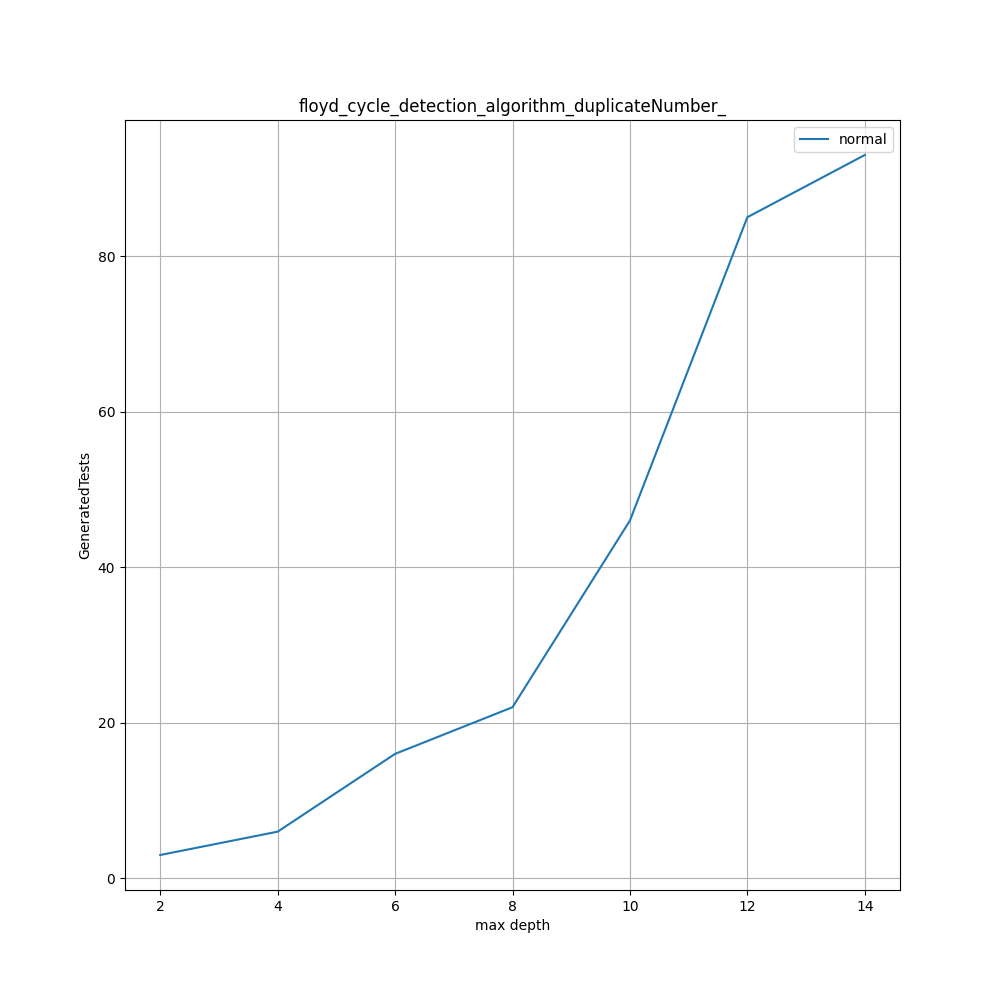 floyd_cycle_detection_algorithm_duplicateNumber_
normal
GeneratedTests
80
60
40
20
0
2 4 6 8 10 12 14
max depth